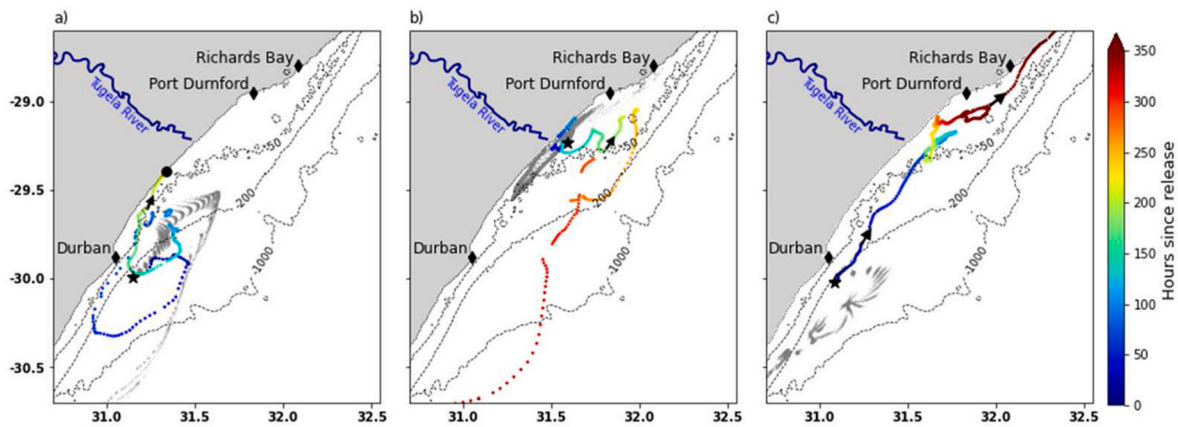 a)
b)
c)
Richards Bay
Port Durnford
Tugela River
Durban
50
200
1000
-29.0
-29.5
-30.0
-30.5
31.0 31.5 32.0 32.5
Richards Bay
Port Durnford
Tugela River
Durban
50
200
1000
31.0 31.5 32.0 32.5
Richards Bay
Port Durnford
Tugela River
Durban
50
200
1000
31.0 31.5 32.0 32.5
350
300
250
200
150
100
50
0
Hours since release